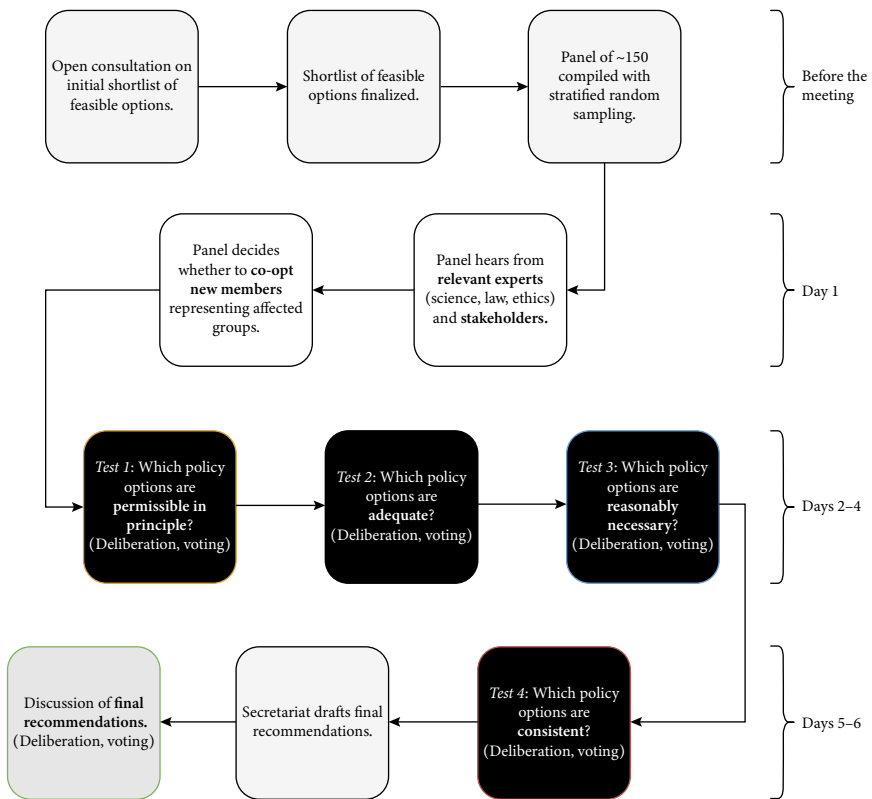 Open consultation on
initial shortlist of
feasible options.
Shortlist of feasible
options finalized.
Panel of ~150
compiled with
stratified random
sampling.
Before the
meeting
Panel decides
whether to co-opt
new members
representing affected
groups.
Panel hears from
relevant experts
(science, law, ethics)
and stakeholders.
Day 1
Test 1: Which policy
options are
permissible in
principle?
(Deliberation, voting)
Test 2: Which policy
options are
adequate?
(Deliberation, voting)
Test 3: Which policy
options are
reasonably
necessary?
(Deliberation, voting)
Days 2–4
Discussion of final
recommendations.
(Deliberation, voting)
Secretariat drafts final
recommendations.
Test 4: Which policy
options are
consistent?
(Deliberation, voting)
Days 5–6